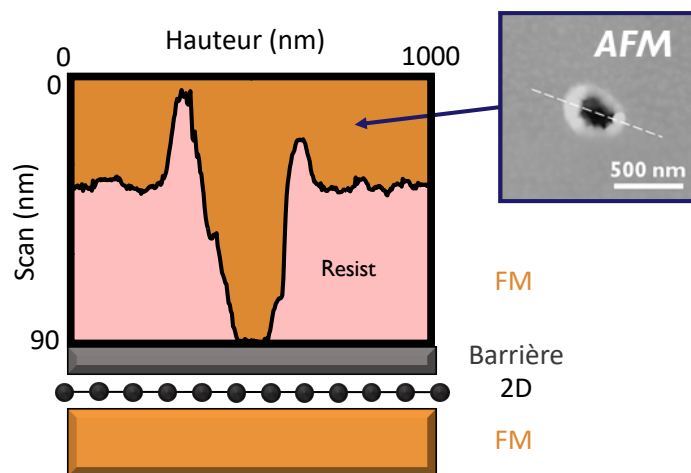 Hauteur (nm)
0
1000
0
AFM
500 nm
Scan (nm)
Resist
FM
90
Barrière
2D
FM